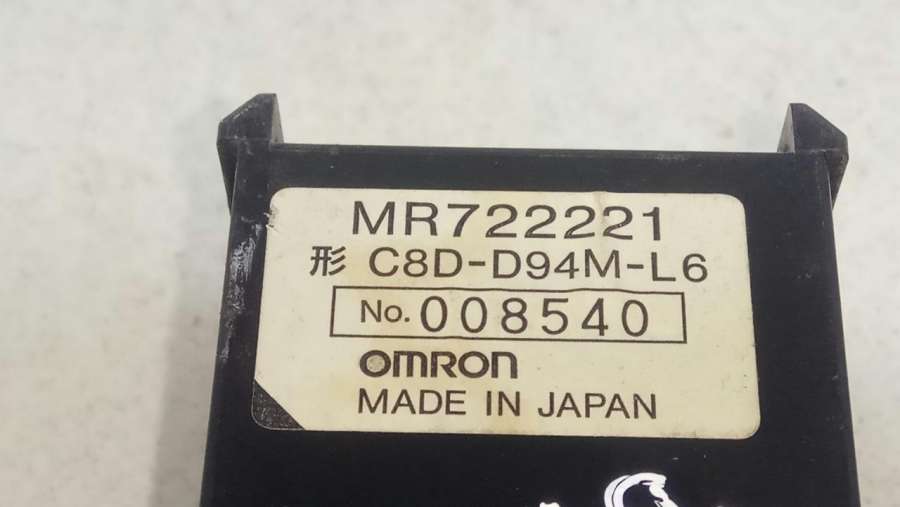 MR722221
形 C8D-D94M-L6
No. 008540
omron
MADE IN JAPAN